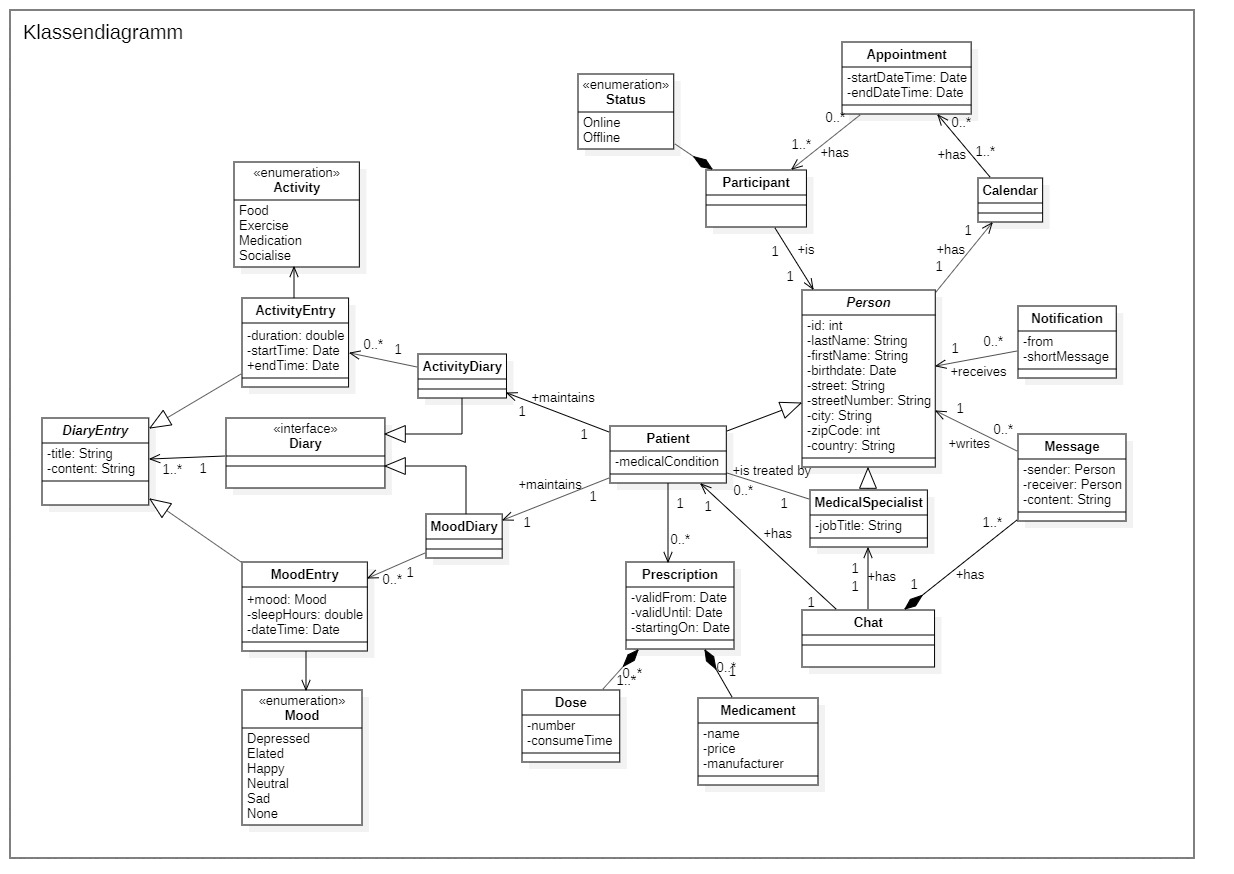 Klassendiagramm
Appointment
-startDateTime: Date
-endDateTime: Date
«enumeration»
Status
Online
Offline
0..*
1..*
+has
0..*
1..*
+has
Participant
Calendar
«enumeration»
Activity
Food
Exercise
Medication
Socialise
1
+is
1
1
+has
1
Person
-id: int
-lastName: String
-firstName: String
-birthdate: Date
-street: String
-streetNumber: String
-city: String
-zipCode: int
-country: String
Notification
-from
-shortMessage
0..*
1
+receives
ActivityEntry
-duration: double
-startTime: Date
+endTime: Date
0..*
1
ActivityDiary
+maintains
1
1
DiaryEntry
-title: String
-content: String
«interface»
Diary
1..*
1
Patient
-medicalCondition
1
+writes
0..*
Message
-sender: Person
-receiver: Person
-content: String
+is treated by
0..*
1
MedicalSpecialist
-jobTitle: String
+maintains
1
1
MoodDiary
0..*
1
1
0..*
1
+has
1
1
+has
1
1..*
+has
1
MoodEntry
+mood: Mood
-sleepHours: double
-dateTime: Date
Prescription
-validFrom: Date
-validUntil: Date
-startingOn: Date
Chat
0..*
1..*
0..*
1
«enumeration»
Mood
Depressed
Elated
Happy
Neutral
Sad
None
Dose
-number
-consumeTime
Medicament
-name
-price
-manufacturer